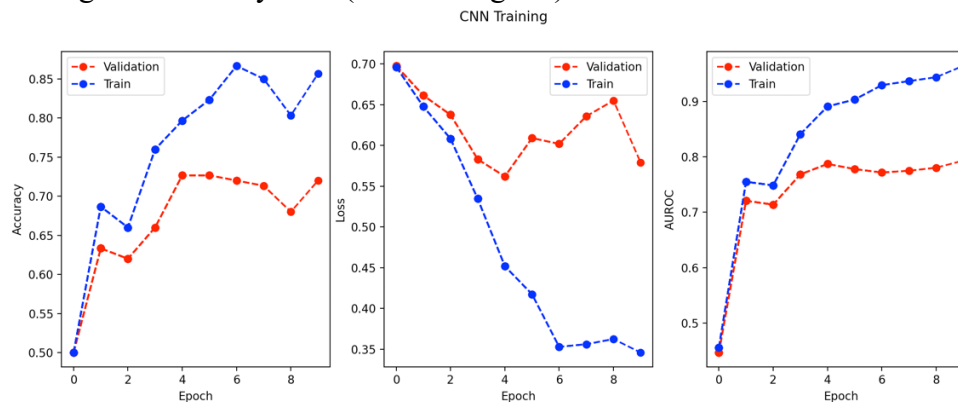 CNN Training
Validation
Train
Accuracy
0.85
0.80
0.75
0.70
0.65
0.60
0.55
0.50
0 2 4 6 8
Epoch
Validation
Train
Loss
0.70
0.65
0.60
0.55
0.50
0.45
0.40
0.35
0 2 4 6 8
Epoch
Validation
Train
AUROC
0.9
0.8
0.7
0.6
0.5
0 2 4 6 8
Epoch